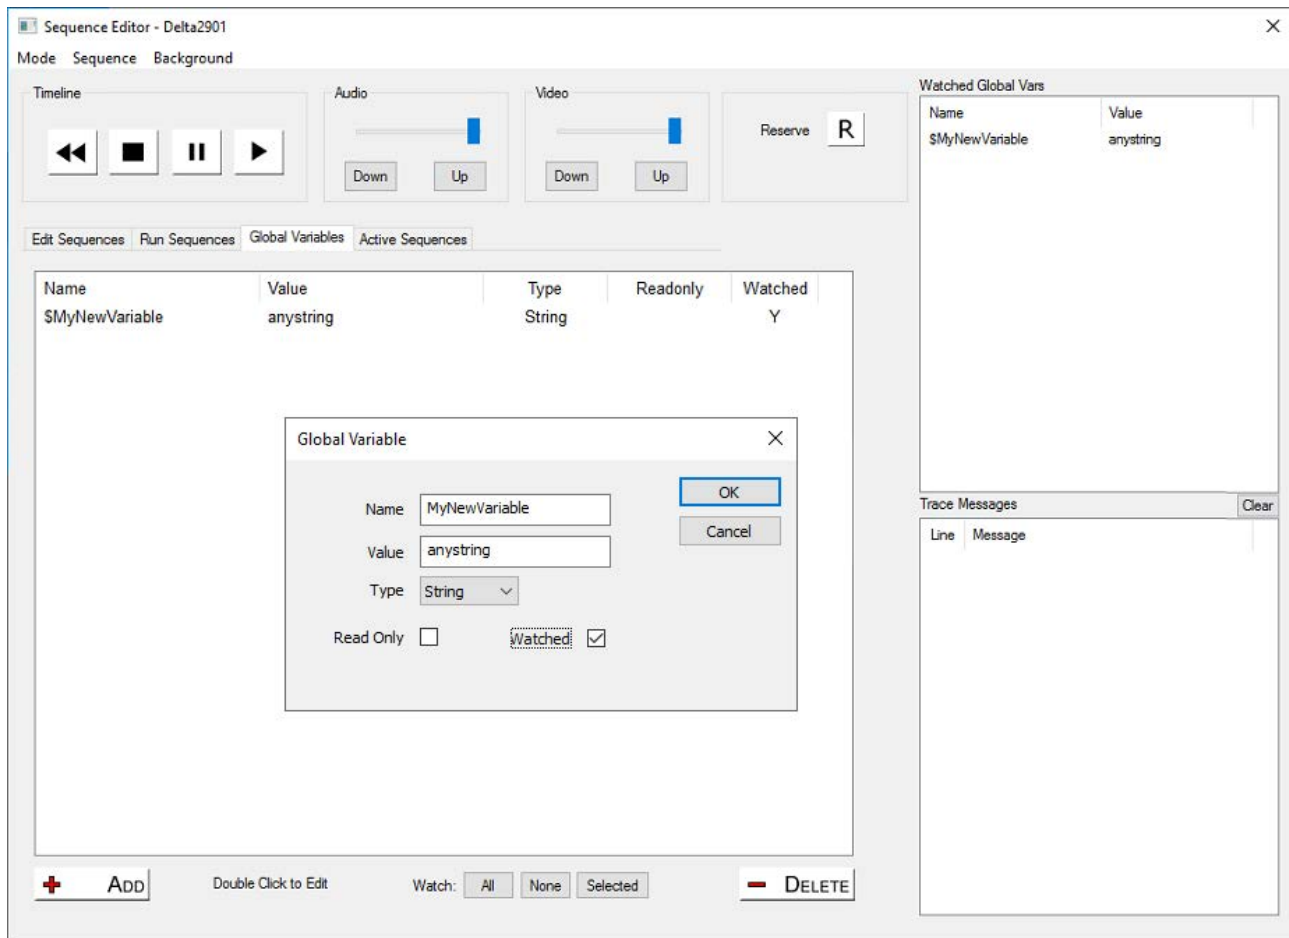 Sequence Editor - Delta2901
Mode Sequence Background
Timeline
Audio
Down Up
Video
Down Up
Reserve R
Edit Sequences Run Sequences Global Variables Active Sequences
Name Value Type Readonly Watched
$MyNewVariable anystring String Y
Global Variable
Name MyNewVariable
Value anystring
Type String
Read Only Watched
OK
Cancel
ADD Double Click to Edit Watch: All None Selected DELETE
Watched Global Vars
Name Value
$MyNewVariable anystring
Trace Messages Clear
Line Message